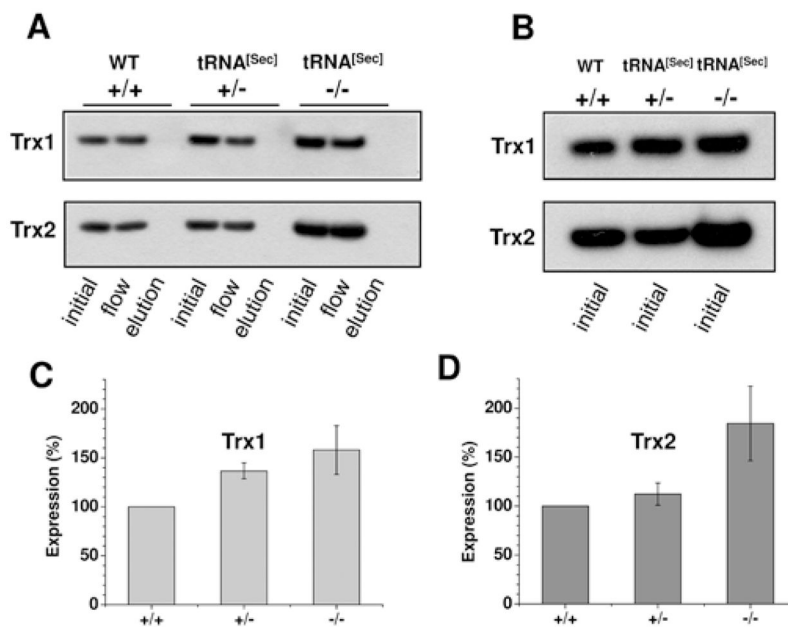 A
WT tRNA[Sec] tRNA[Sec]
+/+ +/- -/-
Trx1
Trx2
initial flow elution initial flow elution initial flow elution
B
WT tRNA[Sec] tRNA[Sec]
+/+ +/- -/-
Trx1
Trx2
initial initial initial
C
Trx1
Expression (%)
200
150
100
50
0
+/+ +/- -/-
D
Trx2
Expression (%)
200
150
100
50
0
+/+ +/- -/-